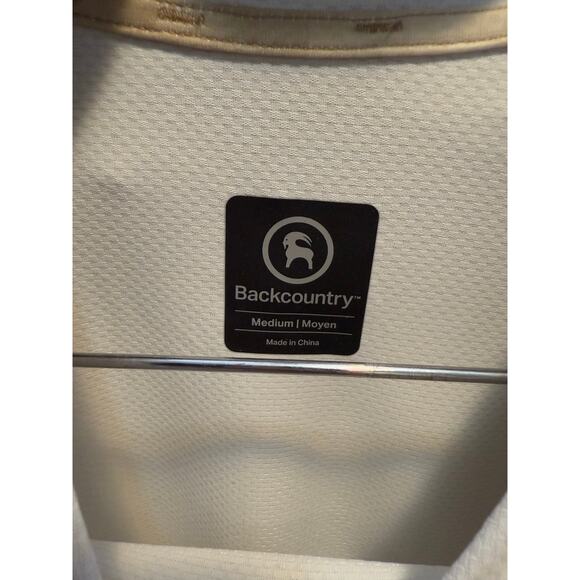 Backcountry™
Medium | Moyen
Made in China